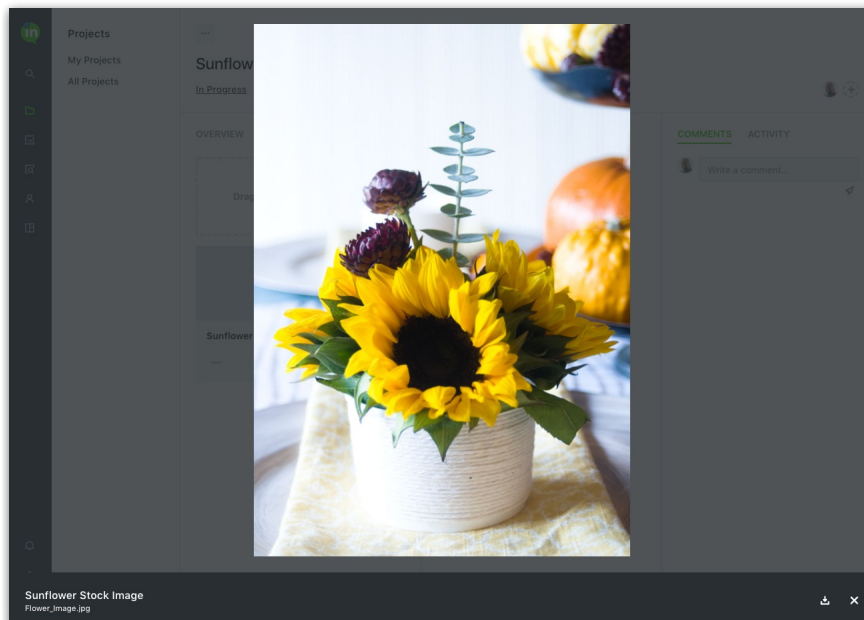 in
Projects
My Projects
All Projects
...
Sunflow
In Progress
OVERVIEW
Drag
Sunflower
COMMENTS ACTIVITY
Write a comment...
Sunflower Stock Image
Flower_Image.jpg